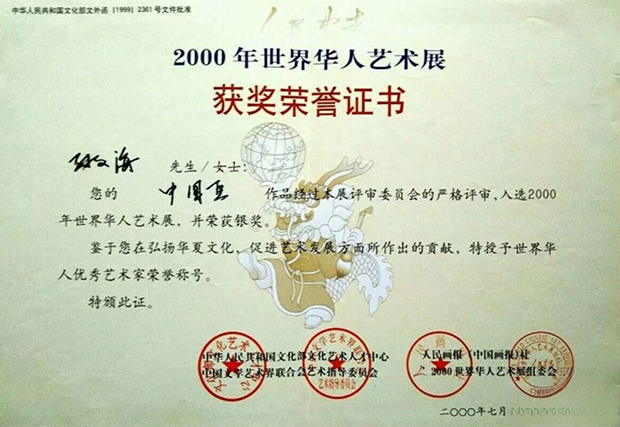 中华人民共和国文化部文外函［1999］2361号文件批准
2000年世界华人艺术展
获奖荣誉证书
文海 先生/女士：
您的 中国 作品经过本展评审委员会的严格评审，入选2000
年世界华人艺术展，并荣获银奖。
鉴于您在弘扬华夏文化，促进艺术发展方面所作出的贡献，特授予世界华
人优秀艺术家荣誉称号。
特颁此证。
中华人民共和国文化部文化艺术人才中心
中国文学艺术界联合会艺术指导委员会
人民画报（中国画报）社
2000世界华人艺术展组委会
二〇〇〇年七月